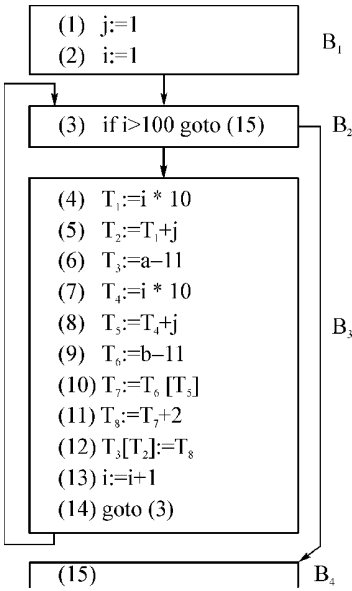 (1) j:=1
(2) i:=1
B₁
(3) if i>100 goto (15)
B₂
(4) T₁:=i * 10
(5) T₂:=T₁+j
(6) T₃:=a–11
(7) T₄:=i * 10
(8) T₅:=T₄+j
(9) T₆:=b–11
(10) T₇:=T₆ [T₅]
(11) T₈:=T₇+2
(12) T₃[T₂]:=T₈
(13) i:=i+1
(14) goto (3)
B₃
(15)
B₄